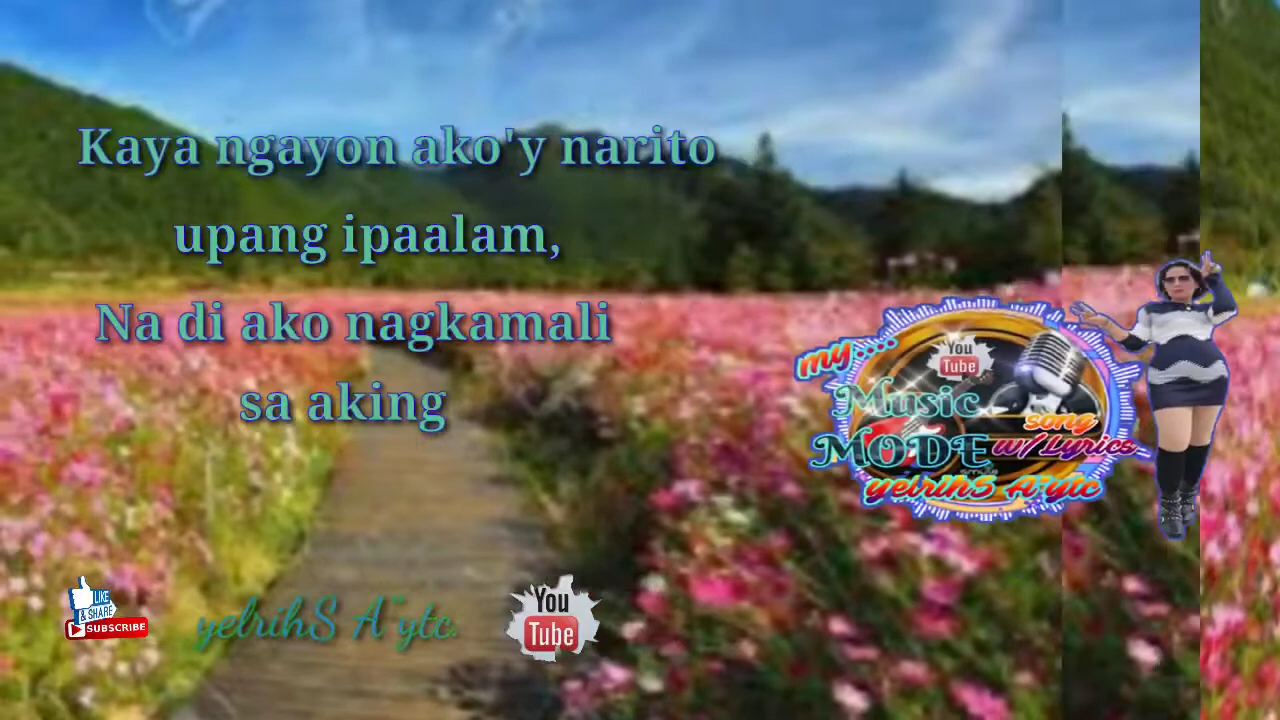 Kaya ngayon ako'y narito
upang ipaalam,
Na di ako nagkamali
sa aking
my....
You
Tube
Music
song
MODE w/ Lyrics
yelrihS A"ytc
LIKE
& SHARE
SUBSCRIBE
yelrihS A"ytc.
You
Tube